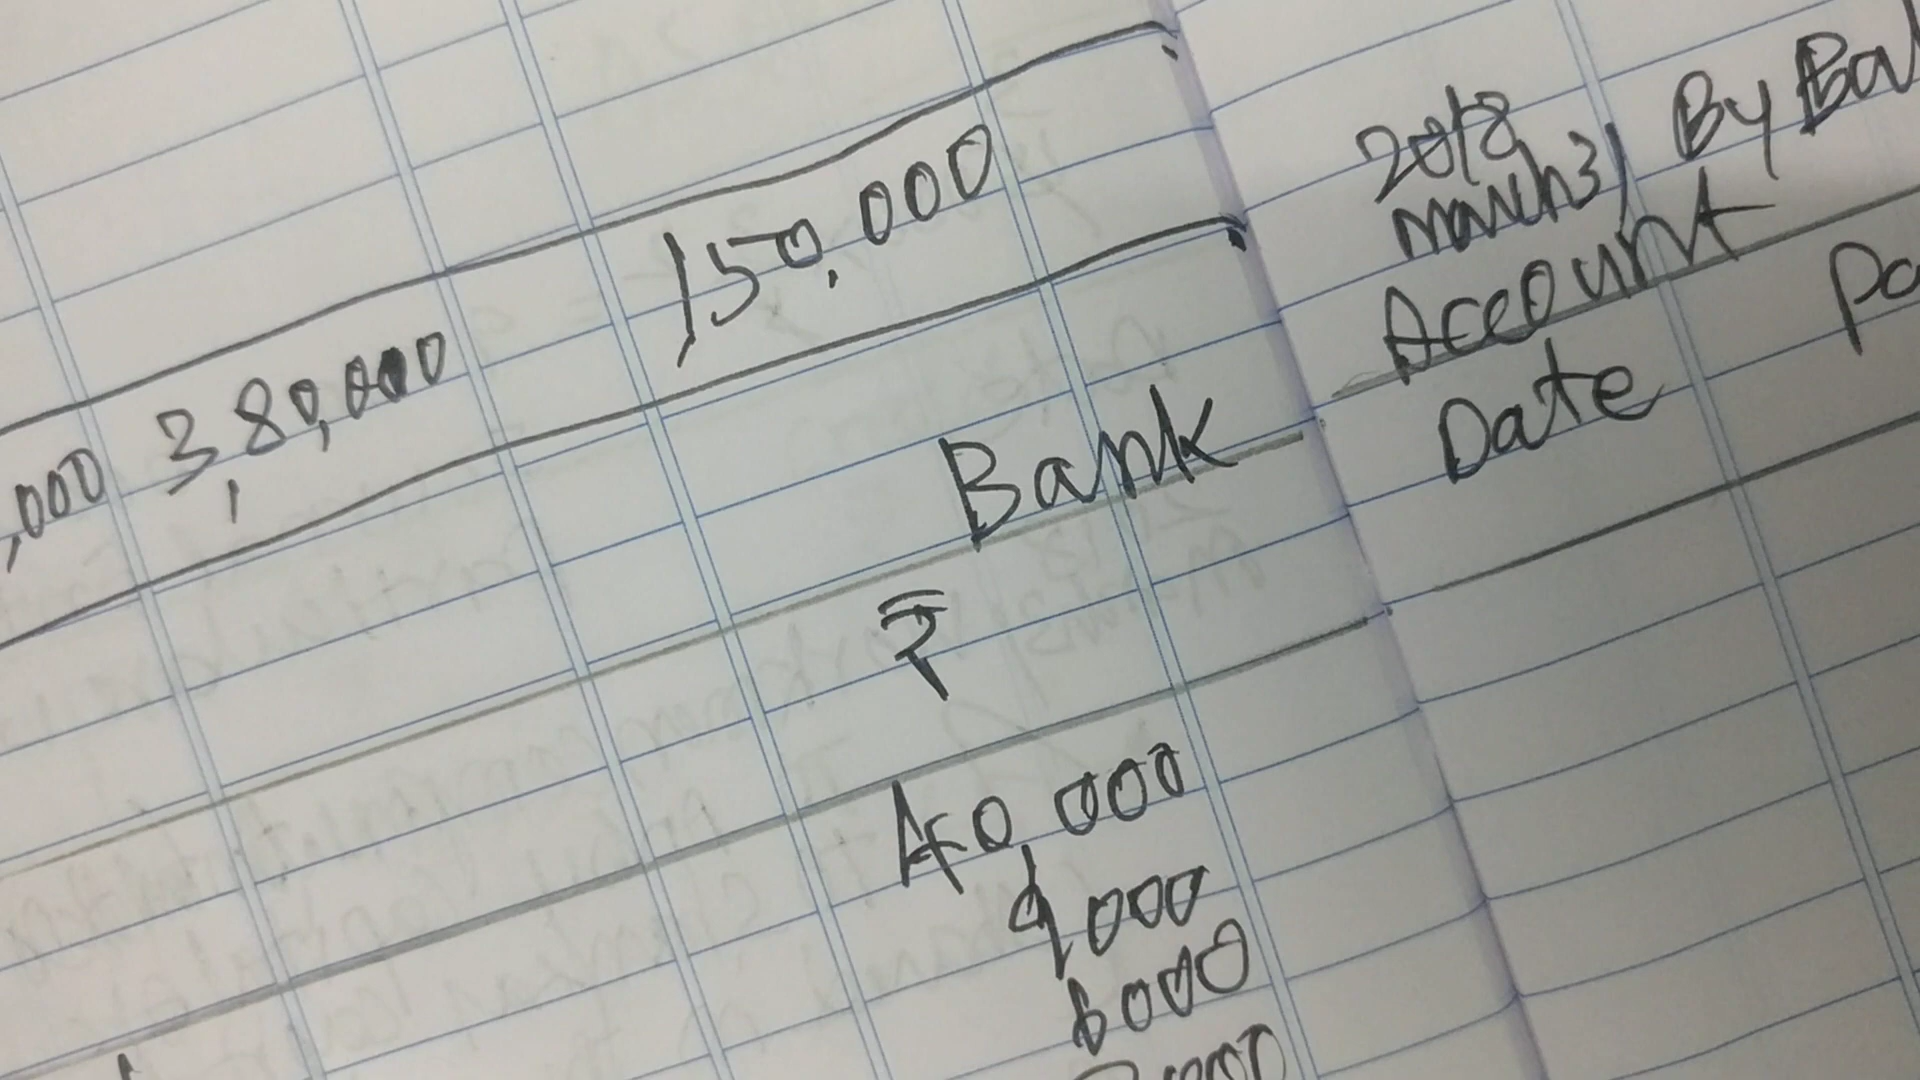 ,000 3,80,000 150,000
Bank
₹
40,000
9,000
6000
2018 By Bal
March 31
Account
Date Pa